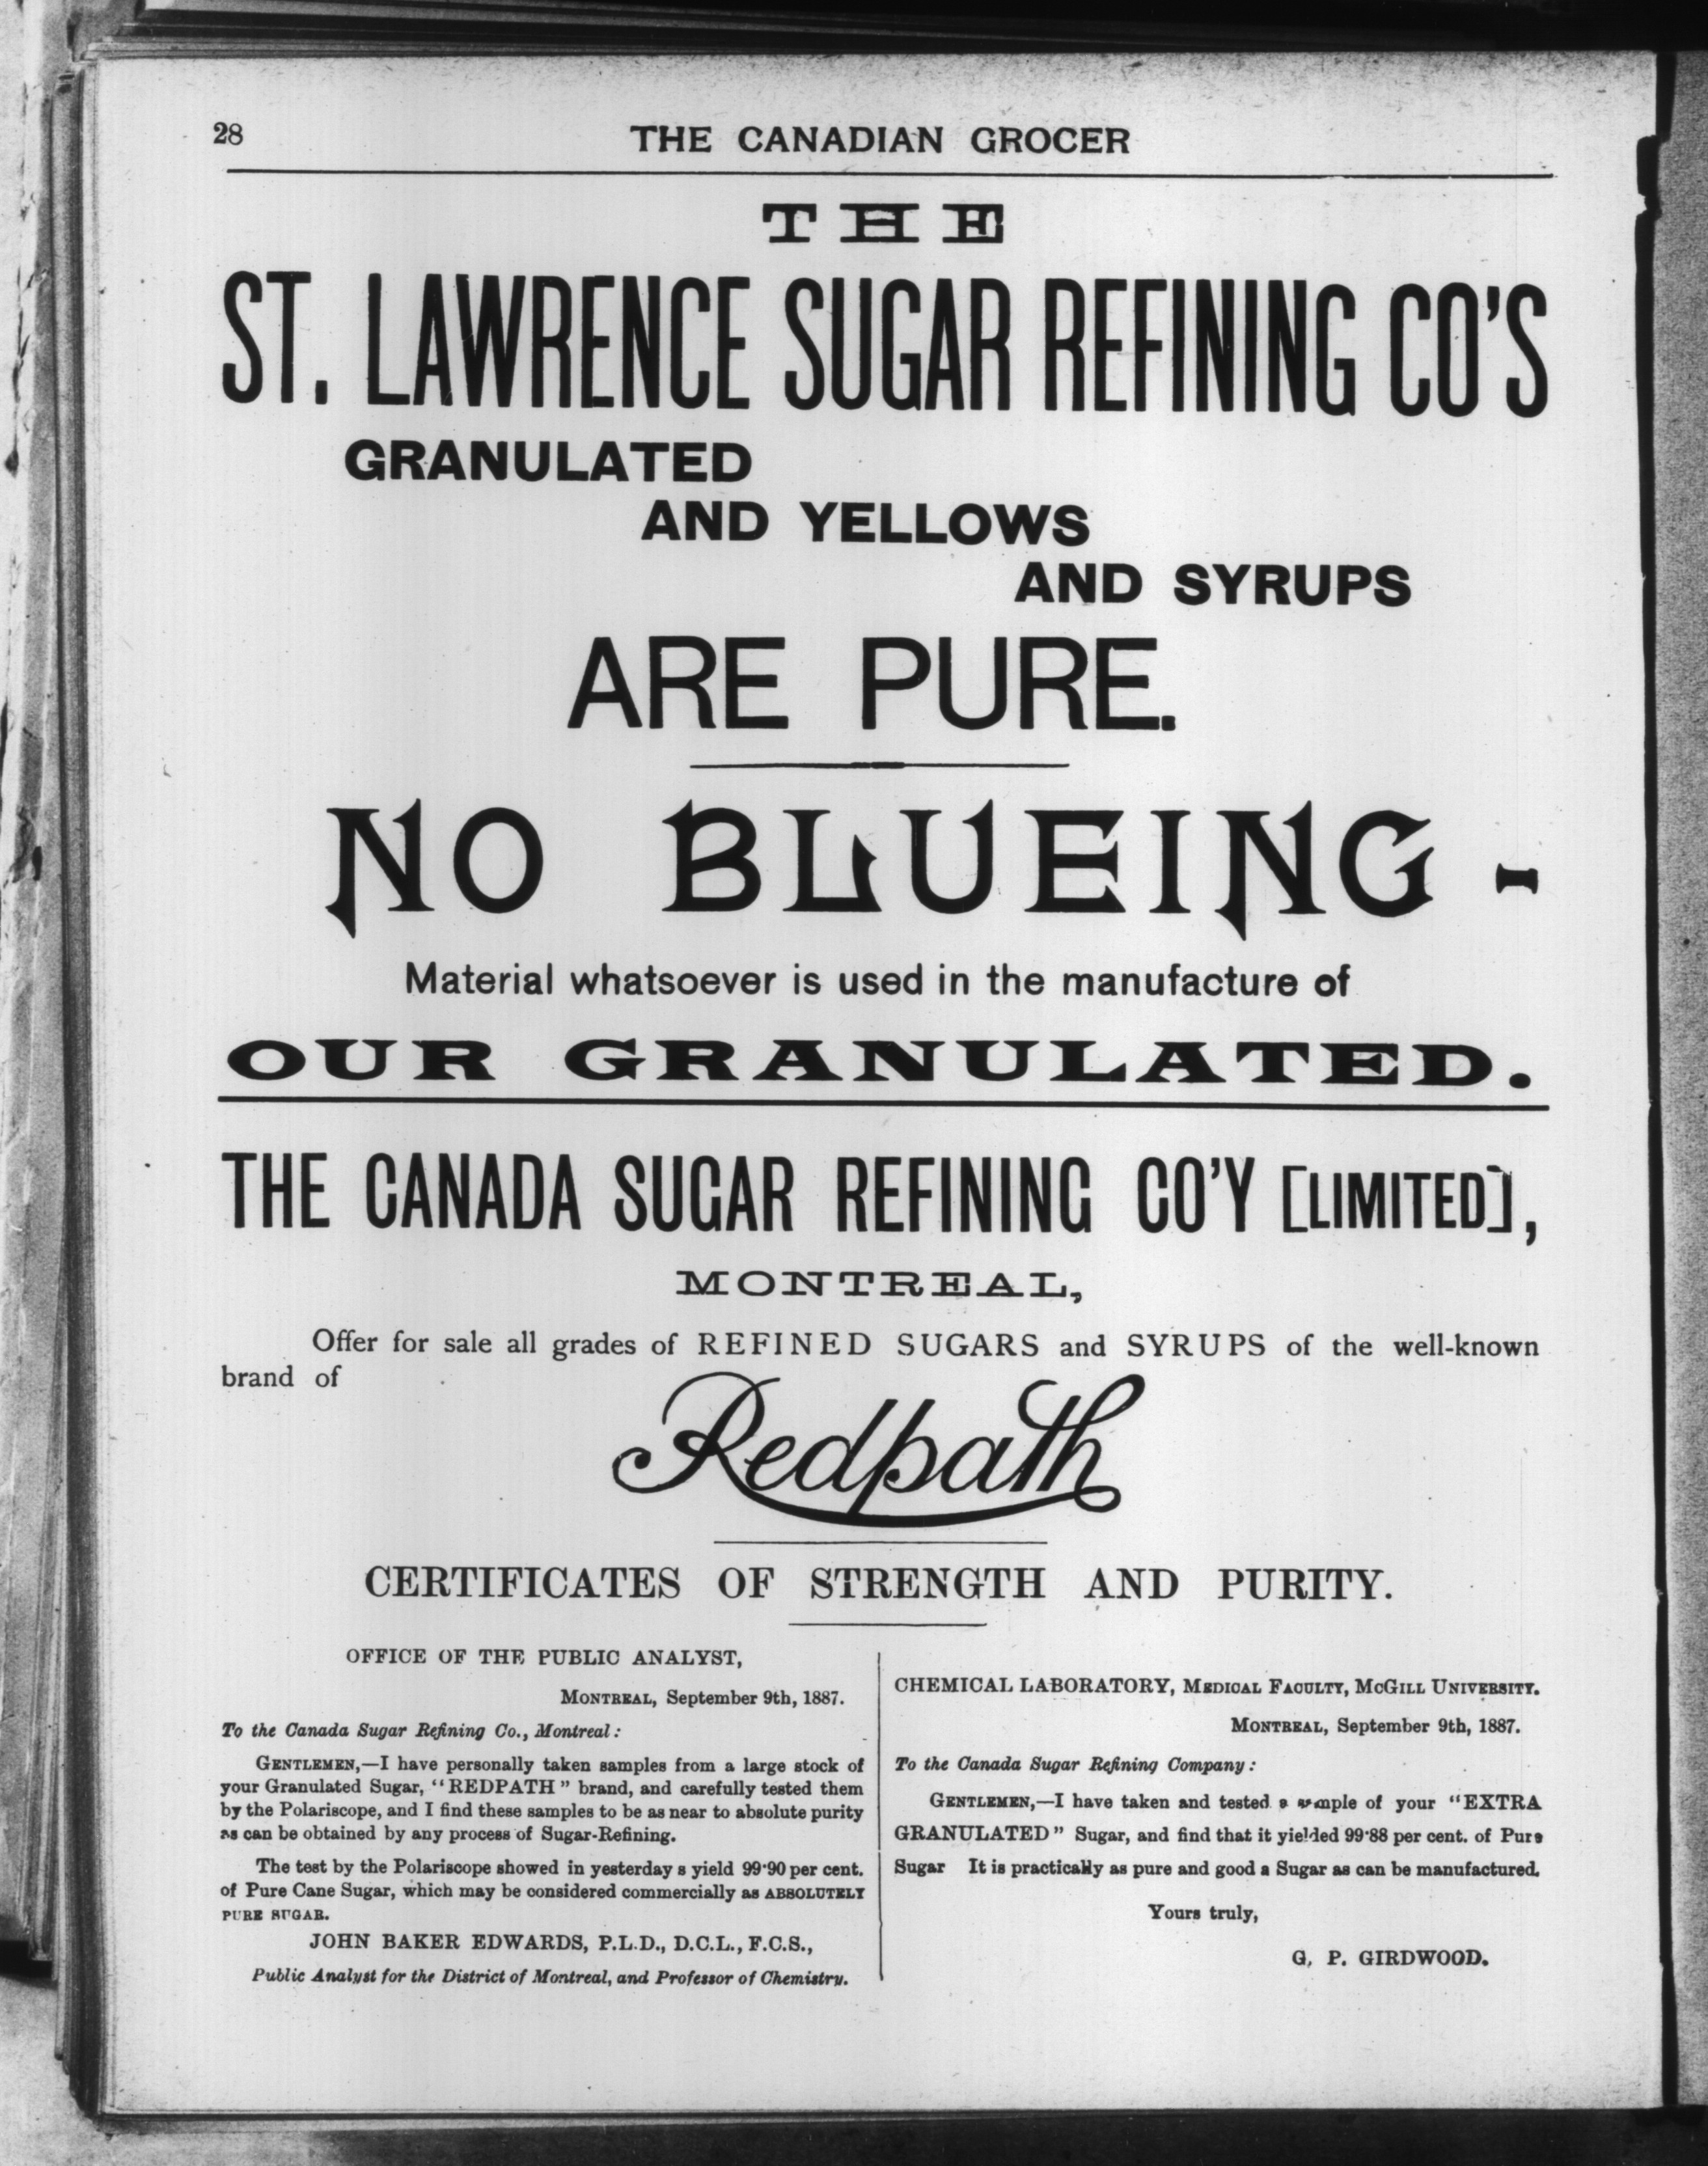 28
THE CANADIAN GROCER
THE
ST. LAWRENCE SUGAR REFINING CO'S
GRANULATED
AND YELLOWS
AND SYRUPS
ARE PURE.
NO BLUEING -
Material whatsoever is used in the manufacture of
OUR GRANULATED.
THE CANADA SUGAR REFINING CO'Y [LIMITED],
MONTREAL,
Offer for sale all grades of REFINED SUGARS and SYRUPS of the well-known
brand of
Redpath
CERTIFICATES OF STRENGTH AND PURITY.
OFFICE OF THE PUBLIC ANALYST,
MONTREAL, September 9th, 1887.
To the Canada Sugar Refining Co., Montreal:
GENTLEMEN,—I have personally taken samples from a large stock of
your Granulated Sugar, "REDPATH" brand, and carefully tested them
by the Polariscope, and I find these samples to be as near to absolute purity
as can be obtained by any process of Sugar-Refining.
The test by the Polariscope showed in yesterday s yield 99·90 per cent.
of Pure Cane Sugar, which may be considered commercially as ABSOLUTELY
PURE SUGAR.
JOHN BAKER EDWARDS, P.L.D., D.C.L., F.C.S.,
Public Analyst for the District of Montreal, and Professor of Chemistry.
CHEMICAL LABORATORY, MEDICAL FACULTY, MCGILL UNIVERSITY.
MONTREAL, September 9th, 1887.
To the Canada Sugar Refining Company:
GENTLEMEN,—I have taken and tested a sample of your "EXTRA
GRANULATED" Sugar, and find that it yielded 99·88 per cent. of Pure
Sugar It is practically as pure and good a Sugar as can be manufactured.
Yours truly,
G. P. GIRDWOOD.